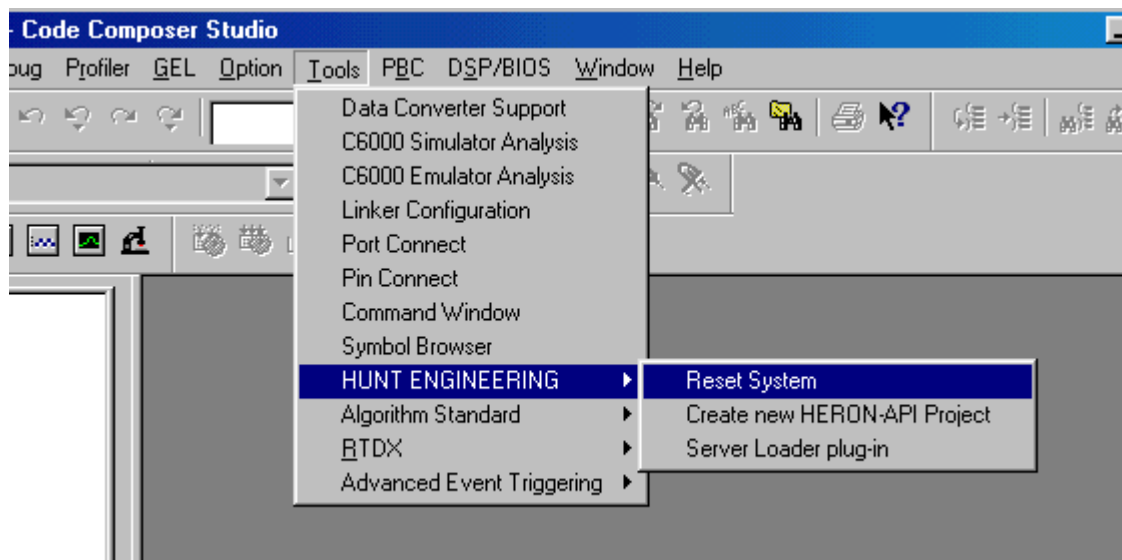 - Code Composer Studio
bug Profiler GEL Option Tools PBC DSP/BIOS Window Help
Data Converter Support
C6000 Simulator Analysis
C6000 Emulator Analysis
Linker Configuration
Port Connect
Pin Connect
Command Window
Symbol Browser
HUNT ENGINEERING
Reset System
Algorithm Standard
Create new HERON-API Project
RTDX
Server Loader plug-in
Advanced Event Triggering